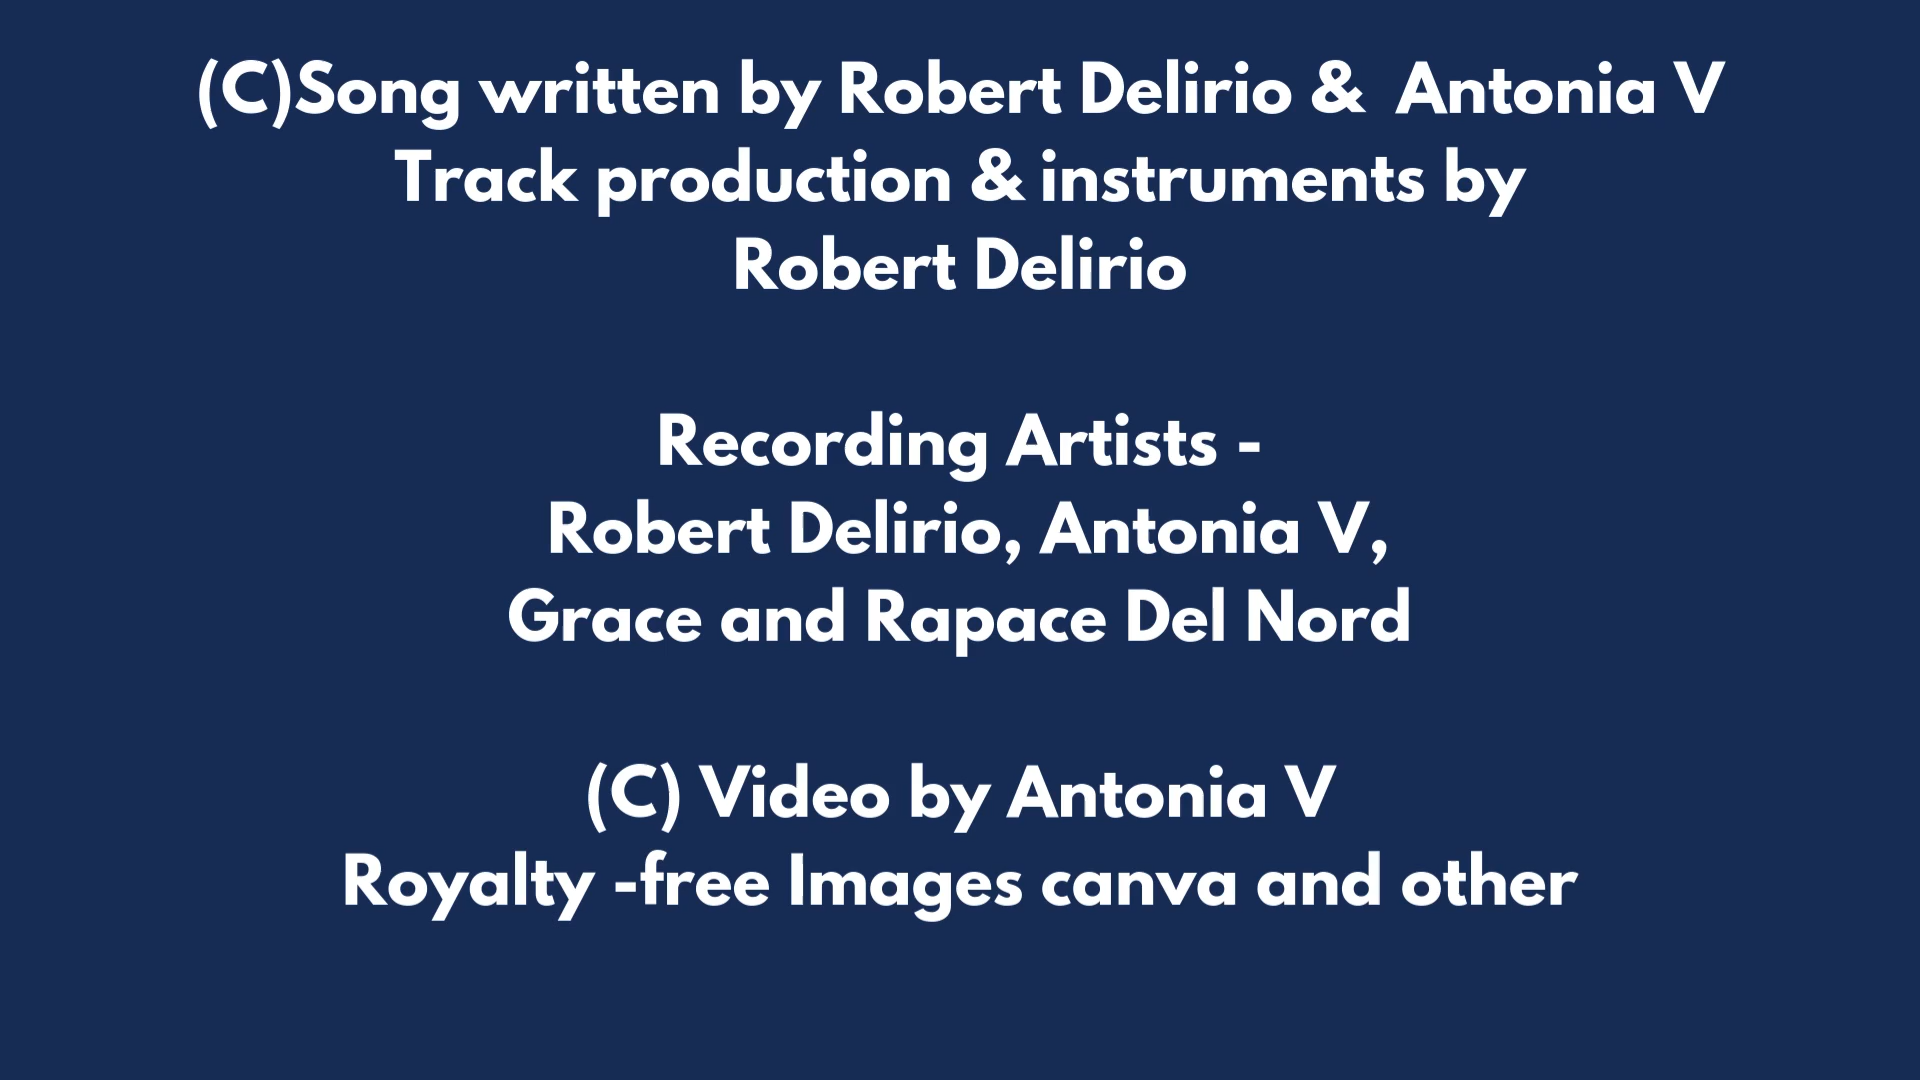 (C)Song written by Robert Delirio & Antonia V
Track production & instruments by
Robert Delirio
Recording Artists -
Robert Delirio, Antonia V,
Grace and Rapace Del Nord
(C) Video by Antonia V
Royalty -free Images canva and other